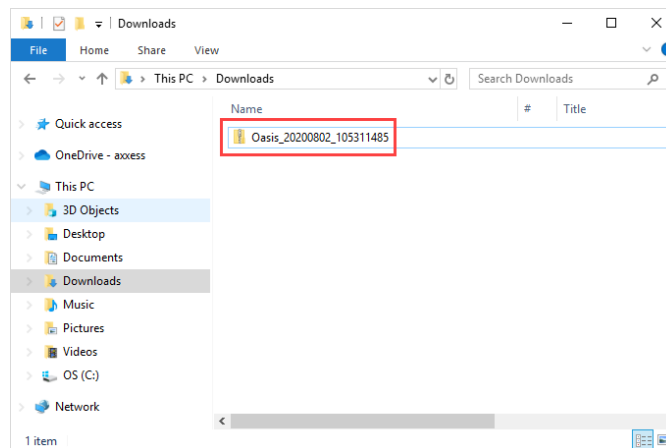 Downloads
File Home Share View
This PC Downloads Search Downloads
Name # Title
Quick access
Oasis_20200802_105311485
OneDrive - axxess
This PC
3D Objects
Desktop
Documents
Downloads
Music
Pictures
Videos
OS (C:)
Network
1 item